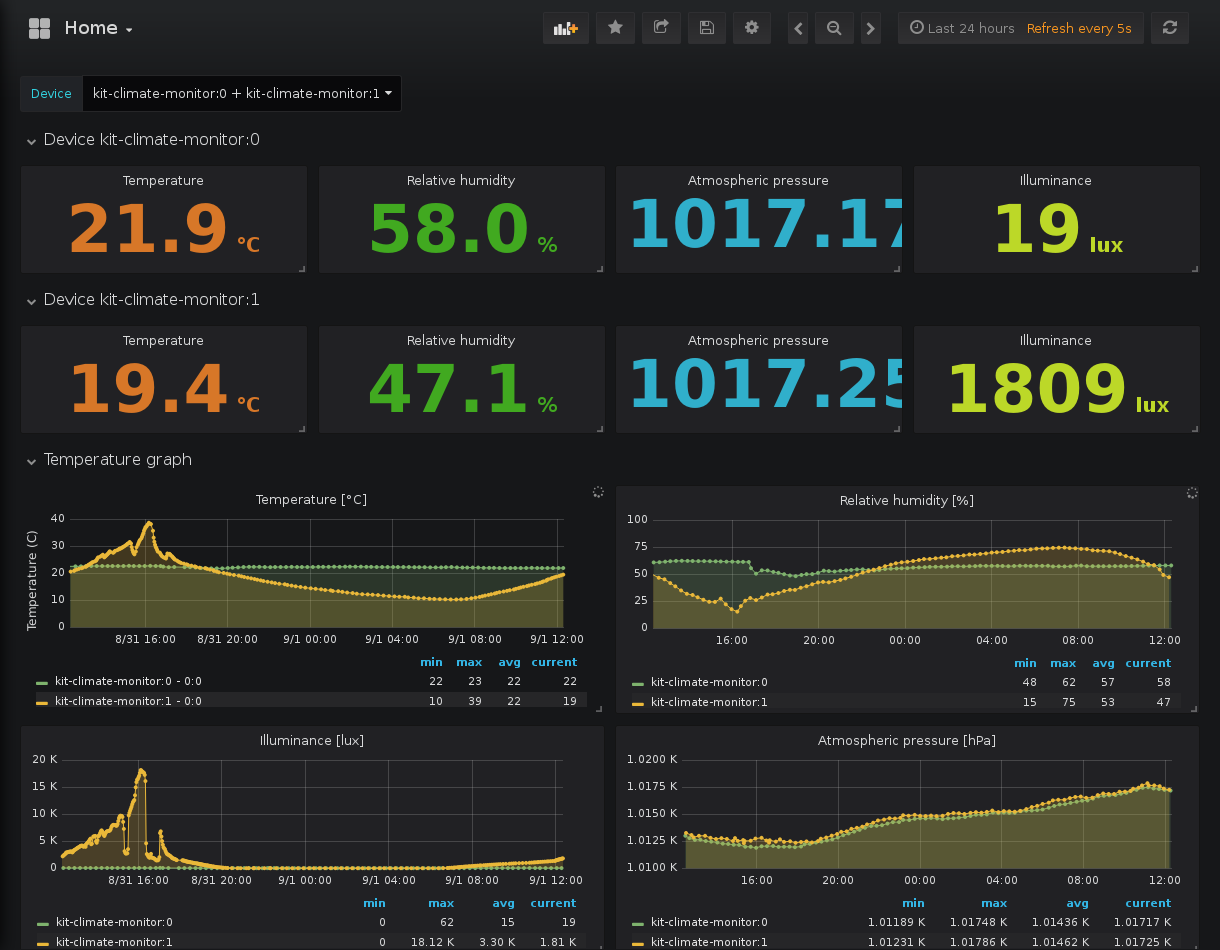 Home
Last 24 hours Refresh every 5s
Device kit-climate-monitor:0 + kit-climate-monitor:1
Device kit-climate-monitor:0
Temperature Relative humidity Atmospheric pressure Illuminance
21.9 °C 58.0 % 1017.17 19 lux
Device kit-climate-monitor:1
Temperature Relative humidity Atmospheric pressure Illuminance
19.4 °C 47.1 % 1017.25 1809 lux
Temperature graph
Temperature [°C]
Temperature (C)
40
30
20
10
0
8/31 16:00 8/31 20:00 9/1 00:00 9/1 04:00 9/1 08:00 9/1 12:00
min max avg current
kit-climate-monitor:0 - 0:0 22 23 22 22
kit-climate-monitor:1 - 0:0 10 39 22 19
Relative humidity [%]
100
75
50
25
0
16:00 20:00 00:00 04:00 08:00 12:00
min max avg current
kit-climate-monitor:0 48 62 57 58
kit-climate-monitor:1 15 75 53 47
Illuminance [lux]
20 K
15 K
10 K
5 K
0
8/31 16:00 8/31 20:00 9/1 00:00 9/1 04:00 9/1 08:00 9/1 12:00
min max avg current
kit-climate-monitor:0 0 62 15 19
kit-climate-monitor:1 0 18.12 K 3.30 K 1.81 K
Atmospheric pressure [hPa]
1.0200 K
1.0175 K
1.0150 K
1.0125 K
1.0100 K
16:00 20:00 00:00 04:00 08:00 12:00
min max avg current
kit-climate-monitor:0 1.01189 K 1.01748 K 1.01436 K 1.01717 K
kit-climate-monitor:1 1.01231 K 1.01786 K 1.01462 K 1.01725 K